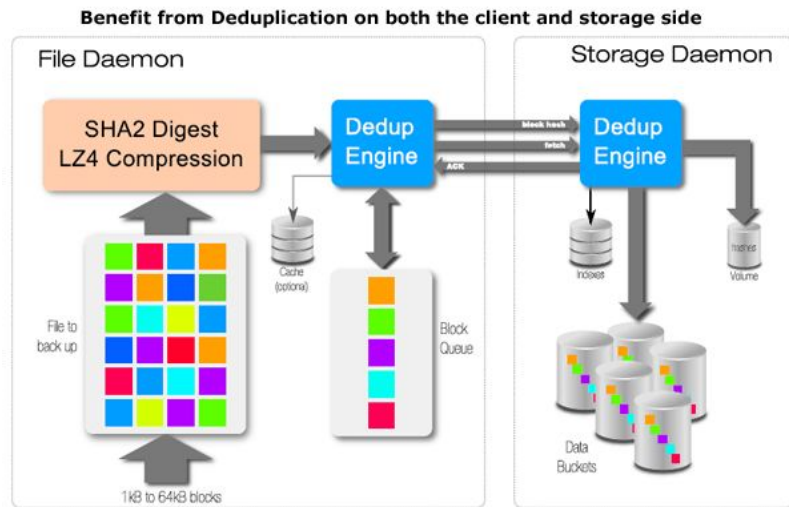 Benefit from Deduplication on both the client and storage side
File Daemon
SHA2 Digest
LZ4 Compression
Dedup
Engine
Cache
(optional)
File to
back up
Block
Queue
1kB to 64kB blocks
block hash
fetch
ACK
Storage Daemon
Dedup
Engine
Indexes
hashes
Volume
Data
Buckets